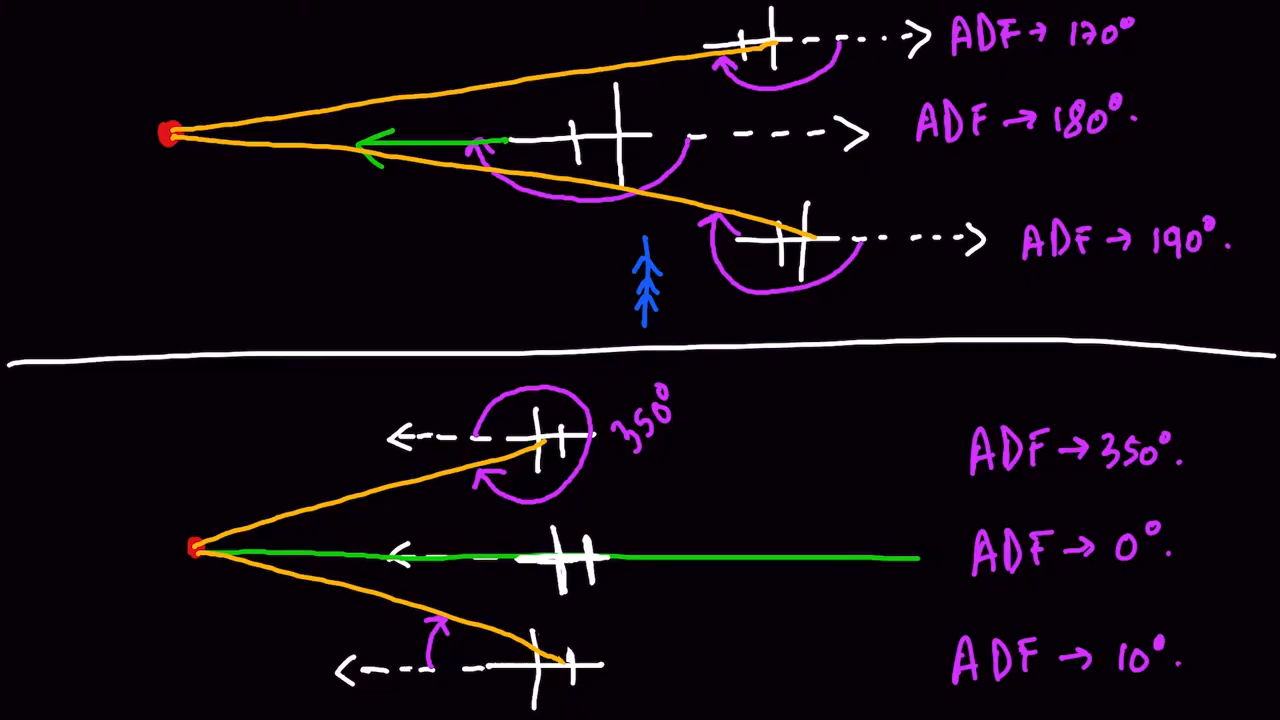 ADF → 170°
ADF → 180°.
ADF → 190°.
350°
ADF → 350°.
ADF → 0°.
ADF → 10°.